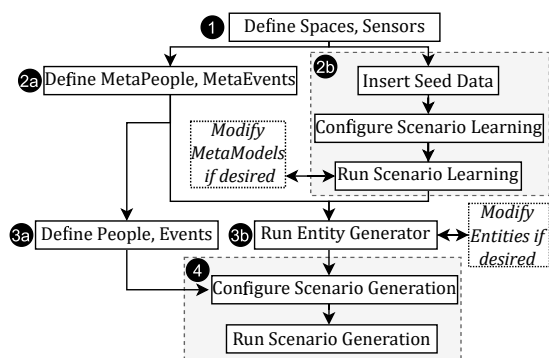 1 Define Spaces, Sensors
2a Define MetaPeople, MetaEvents
2b
Insert Seed Data
Configure Scenario Learning
Modify
MetaModels
if desired
Run Scenario Learning
3a Define People, Events
3b Run Entity Generator
Modify
Entities if
desired
4
Configure Scenario Generation
Run Scenario Generation